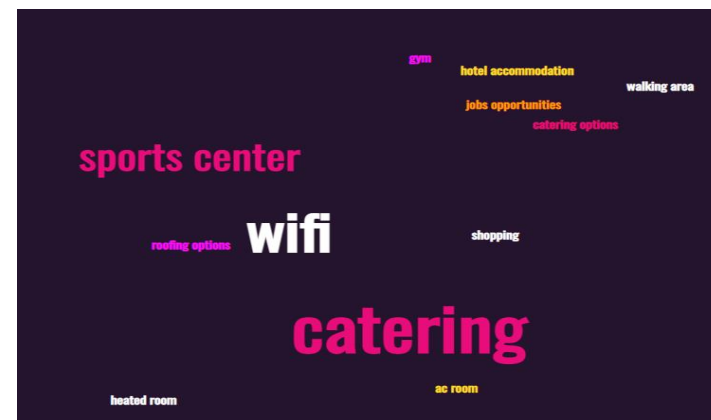 gym
hotel accommodation
walking area
jobs opportunities
catering options
sports center
wifi
shopping
roofing options
catering
ac room
heated room